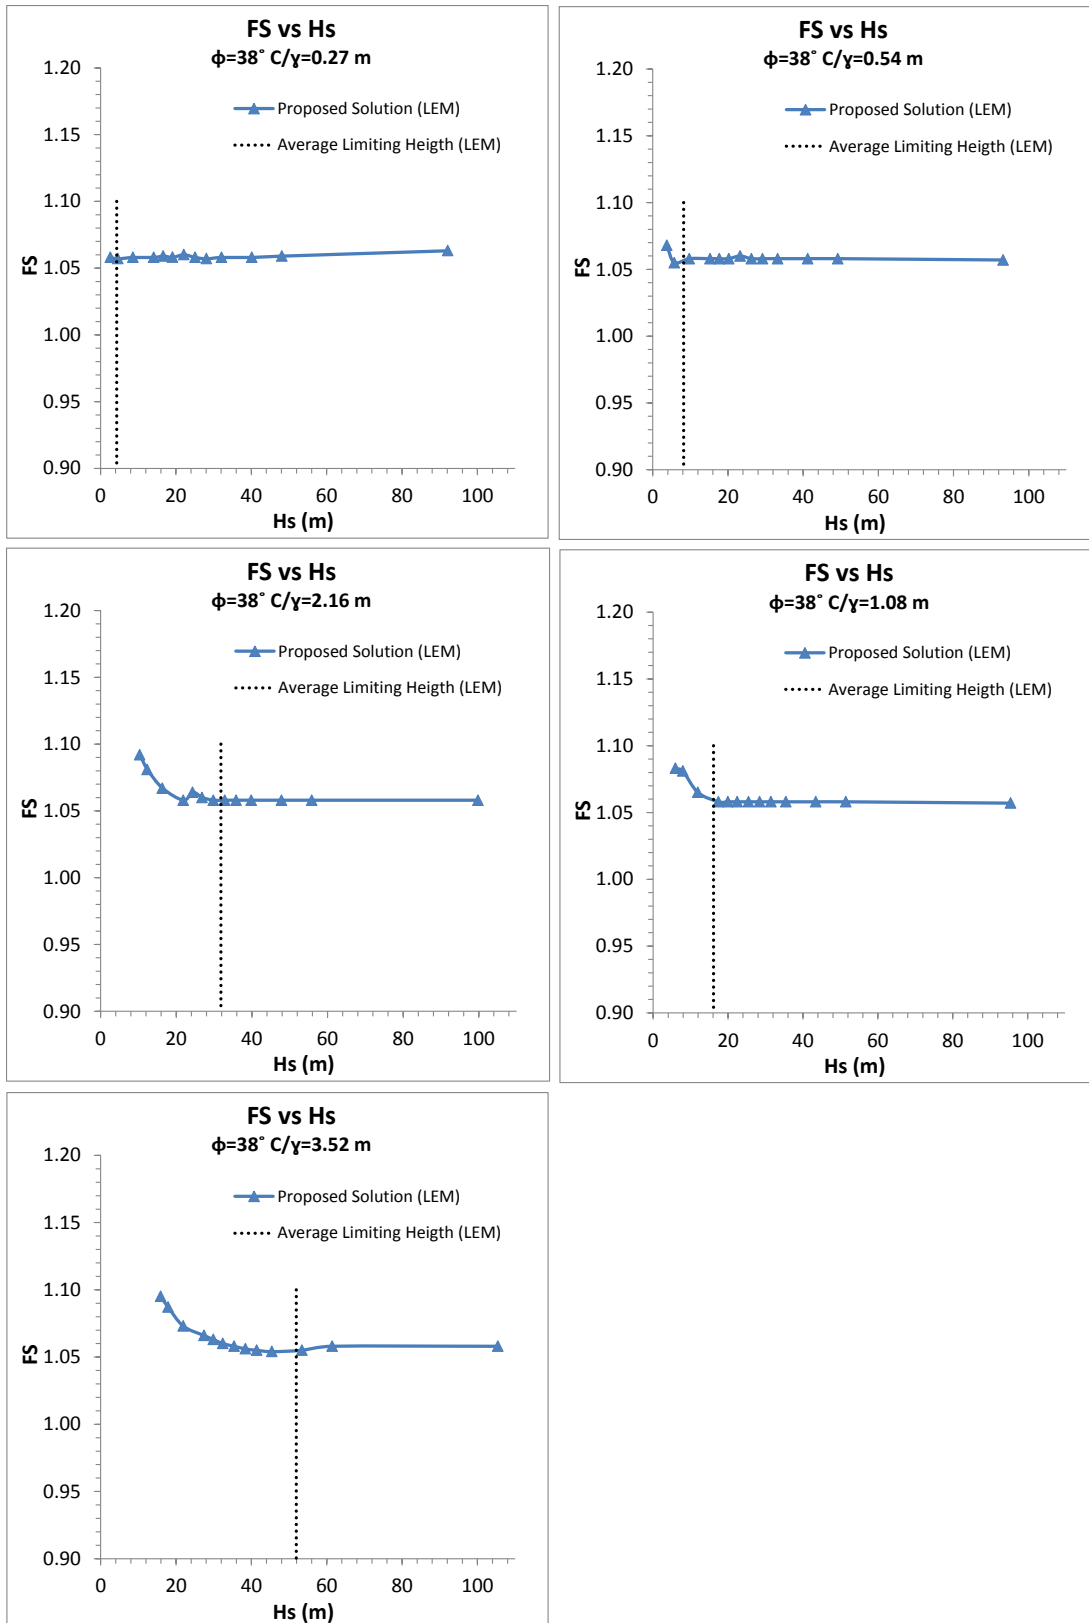 FS vs Hs
ϕ=38° C/ɣ=0.27 m
1.20
1.15
1.10
1.05
1.00
0.95
0.90
FS
Proposed Solution (LEM)
Average Limiting Heigth (LEM)
0 20 40 60 80 100
Hs (m)
FS vs Hs
ϕ=38° C/ɣ=0.54 m
1.20
1.15
1.10
1.05
1.00
0.95
0.90
FS
Proposed Solution (LEM)
Average Limiting Heigth (LEM)
0 20 40 60 80 100
Hs (m)
FS vs Hs
ϕ=38° C/ɣ=2.16 m
1.20
1.15
1.10
1.05
1.00
0.95
0.90
FS
Proposed Solution (LEM)
Average Limiting Heigth (LEM)
0 20 40 60 80 100
Hs (m)
FS vs Hs
ϕ=38° C/ɣ=1.08 m
1.20
1.15
1.10
1.05
1.00
0.95
0.90
FS
Proposed Solution (LEM)
Average Limiting Heigth (LEM)
0 20 40 60 80 100
Hs (m)
FS vs Hs
ϕ=38° C/ɣ=3.52 m
1.20
1.15
1.10
1.05
1.00
0.95
0.90
FS
Proposed Solution (LEM)
Average Limiting Heigth (LEM)
0 20 40 60 80 100
Hs (m)